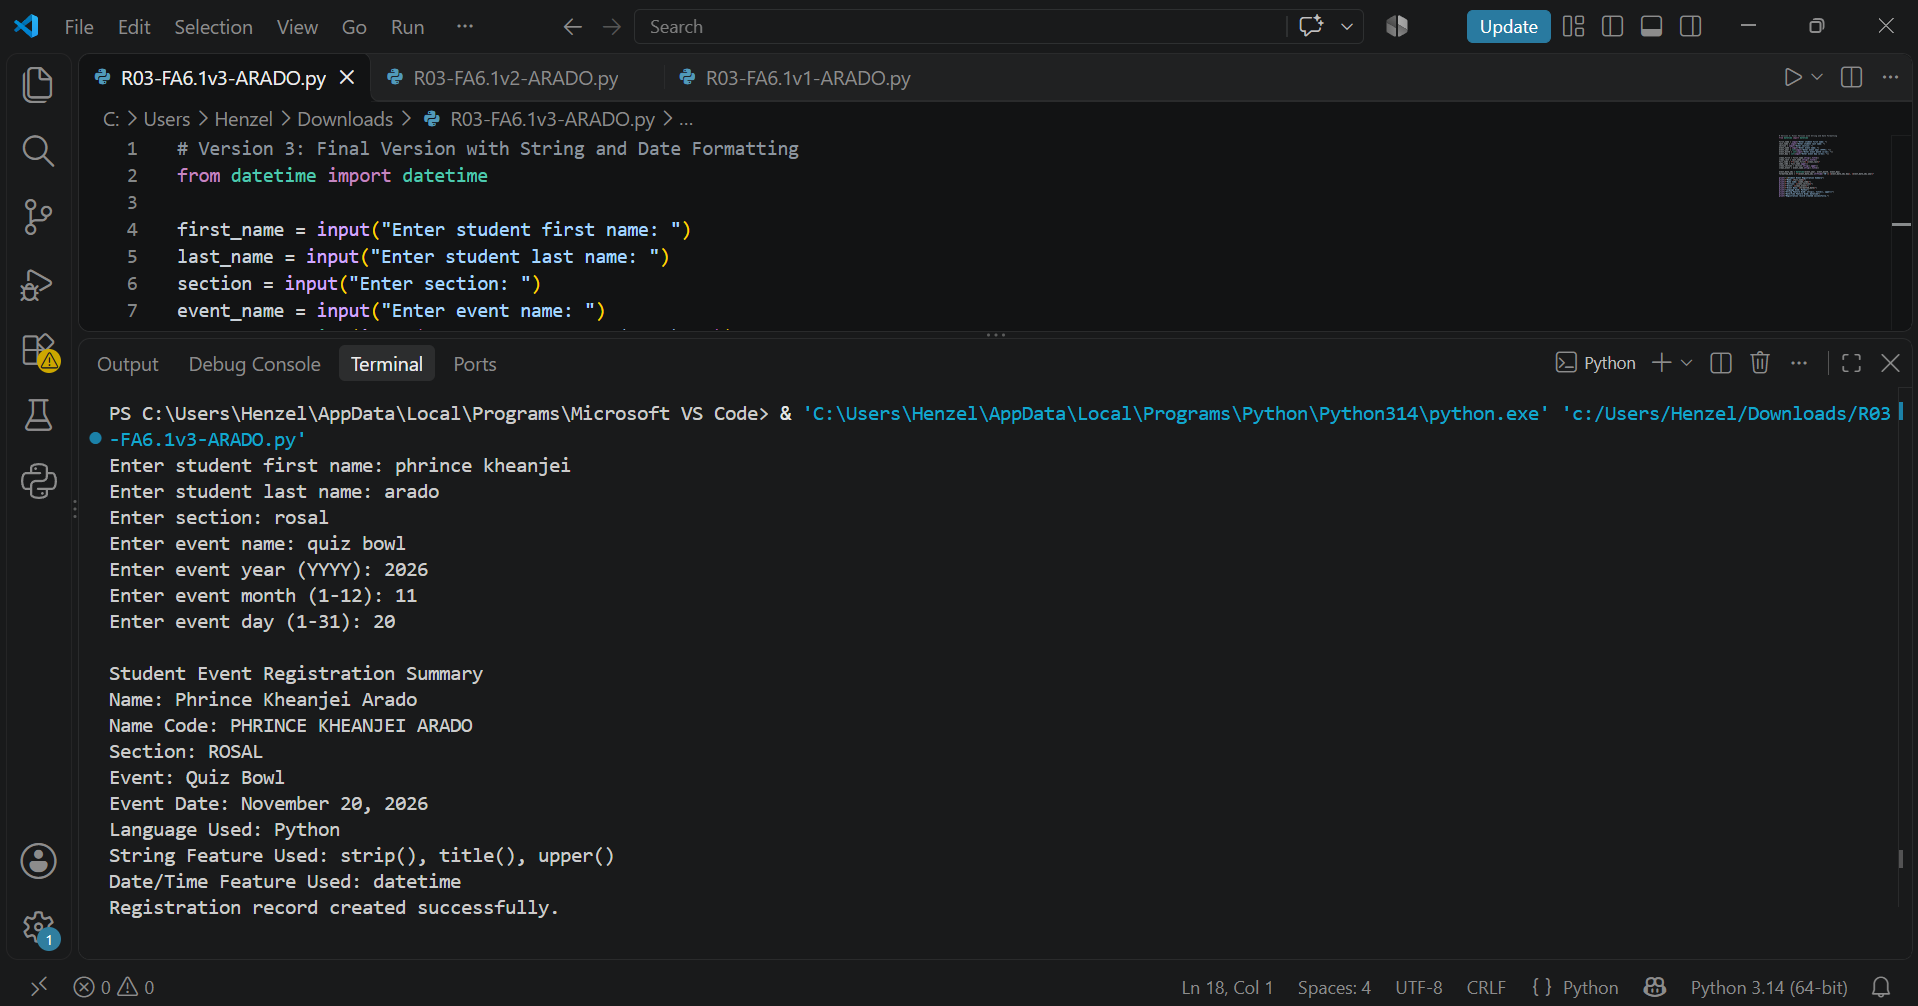 File Edit Selection View Go Run ... Search Update
R03-FA6.1v3-ARADO.py R03-FA6.1v2-ARADO.py R03-FA6.1v1-ARADO.py
C: > Users > Henzel > Downloads > R03-FA6.1v3-ARADO.py > ...
1 # Version 3: Final Version with String and Date Formatting
2 from datetime import datetime
3
4 first_name = input("Enter student first name: ")
5 last_name = input("Enter student last name: ")
6 section = input("Enter section: ")
7 event_name = input("Enter event name: ")
Output Debug Console Terminal Ports Python
PS C:\Users\Henzel\AppData\Local\Programs\Microsoft VS Code> & 'C:\Users\Henzel\AppData\Local\Programs\Python\Python314\python.exe' 'c:/Users/Henzel/Downloads/R03
-FA6.1v3-ARADO.py'
Enter student first name: phrince kheanjei
Enter student last name: arado
Enter section: rosal
Enter event name: quiz bowl
Enter event year (YYYY): 2026
Enter event month (1-12): 11
Enter event day (1-31): 20
Student Event Registration Summary
Name: Phrince Kheanjei Arado
Name Code: PHRINCE KHEANJEI ARADO
Section: ROSAL
Event: Quiz Bowl
Event Date: November 20, 2026
Language Used: Python
String Feature Used: strip(), title(), upper()
Date/Time Feature Used: datetime
Registration record created successfully.
1
0 0 Ln 18, Col 1 Spaces: 4 UTF-8 CRLF { } Python Python 3.14 (64-bit)